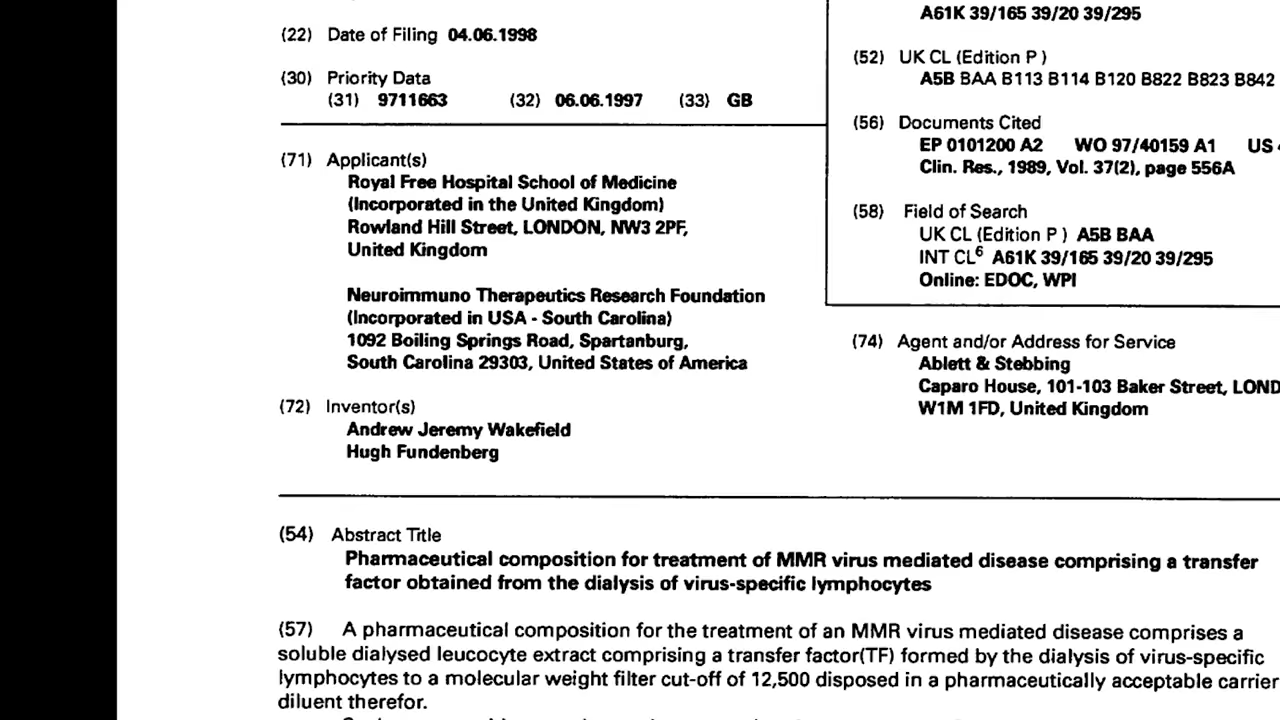 (22) Date of Filing 04.06.1998
(30) Priority Data
(31) 9711663 (32) 06.06.1997 (33) GB
(71) Applicant(s)
Royal Free Hospital School of Medicine
(Incorporated in the United Kingdom)
Rowland Hill Street, LONDON, NW3 2PF,
United Kingdom
Neuroimmuno Therapeutics Research Foundation
(Incorporated in USA - South Carolina)
1092 Boiling Springs Road, Spartanburg,
South Carolina 29303, United States of America
(72) Inventor(s)
Andrew Jeremy Wakefield
Hugh Fundenberg
A61K 39/165 39/20 39/295
(52) UK CL (Edition P )
A5B BAA B113 B114 B120 B822 B823 B842
(56) Documents Cited
EP 0101200 A2 WO 97/40159 A1 US
Clin. Res., 1989, Vol. 37(2), page 556A
(58) Field of Search
UK CL (Edition P ) A5B BAA
INT CL6 A61K 39/165 39/20 39/295
Online: EDOC, WPI
(74) Agent and/or Address for Service
Ablett & Stebbing
Caparo House, 101-103 Baker Street, LOND
W1M 1FD, United Kingdom
(54) Abstract Title
Pharmaceutical composition for treatment of MMR virus mediated disease comprising a transfer
factor obtained from the dialysis of virus-specific lymphocytes
(57) A pharmaceutical composition for the treatment of an MMR virus mediated disease comprises a
soluble dialysed leucocyte extract comprising a transfer factor(TF) formed by the dialysis of virus-specific
lymphocytes to a molecular weight filter cut-off of 12,500 disposed in a pharmaceutically acceptable carrier
diluent therefor.